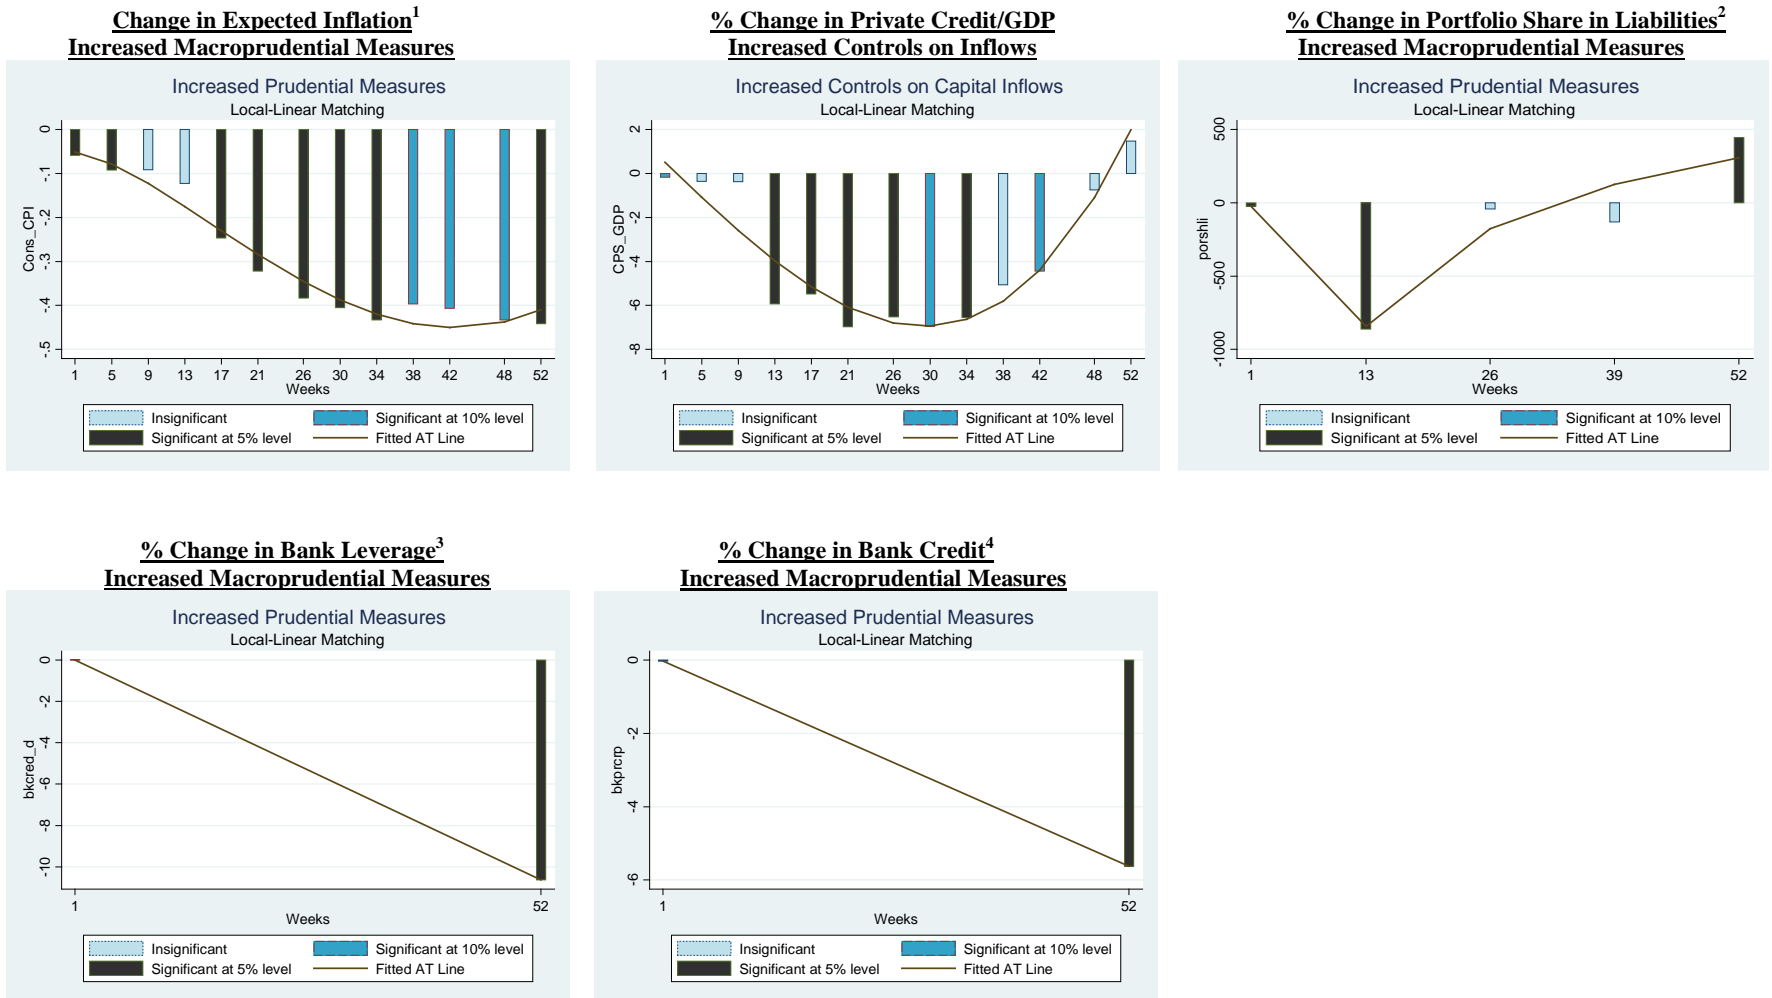 Change in Expected Inflation1
Increased Macroprudential Measures
Increased Prudential Measures
Local-Linear Matching
Cons_CPI
0
-.1
-.2
-.3
-.4
-.5
1 5 9 13 17 21 26 30 34 38 42 48 52
Weeks
Insignificant Significant at 10% level
Significant at 5% level Fitted AT Line
% Change in Private Credit/GDP
Increased Controls on Inflows
Increased Controls on Capital Inflows
Local-Linear Matching
CPS_GDP
2
0
-2
-4
-6
-8
1 5 9 13 17 21 26 30 34 38 42 48 52
Weeks
Insignificant Significant at 10% level
Significant at 5% level Fitted AT Line
% Change in Portfolio Share in Liabilities2
Increased Macroprudential Measures
Increased Prudential Measures
Local-Linear Matching
porshli
500
0
-500
-1000
1 13 26 39 52
Weeks
Insignificant Significant at 10% level
Significant at 5% level Fitted AT Line
% Change in Bank Leverage3
Increased Macroprudential Measures
Increased Prudential Measures
Local-Linear Matching
bkcred_d
0
-2
-4
-6
-8
-10
1 52
Weeks
Insignificant Significant at 10% level
Significant at 5% level Fitted AT Line
% Change in Bank Credit4
Increased Macroprudential Measures
Increased Prudential Measures
Local-Linear Matching
bkprcrp
0
-2
-4
-6
1 52
Weeks
Insignificant Significant at 10% level
Significant at 5% level Fitted AT Line